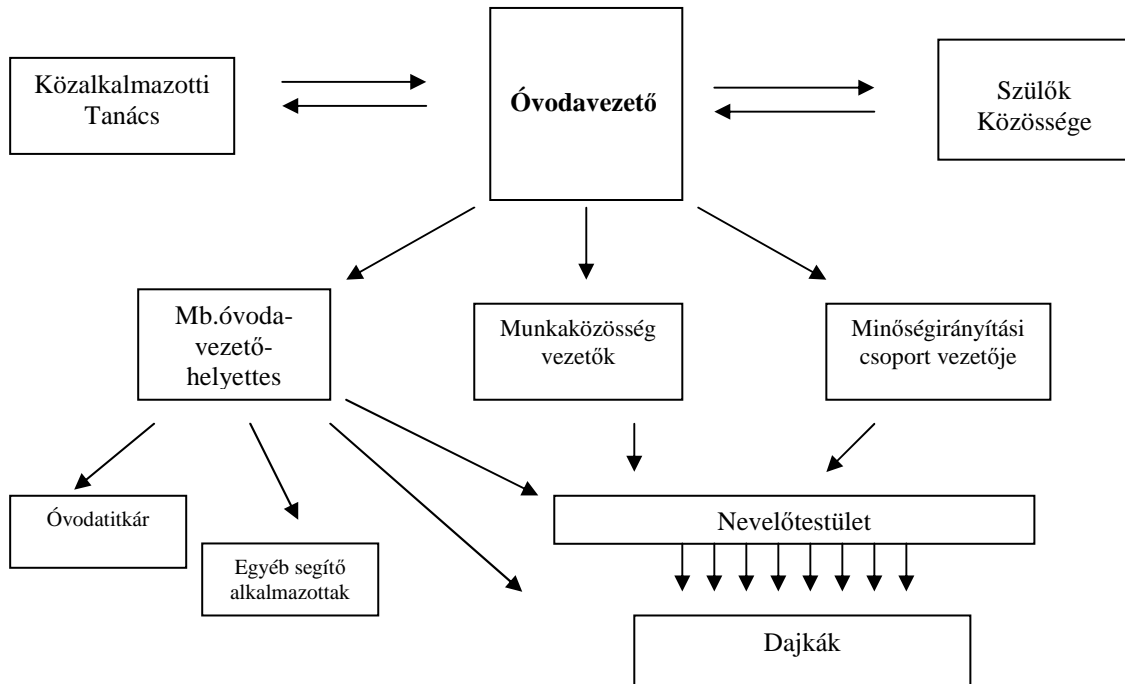 Közalkalmazotti
Tanács
Óvodavezető
Szülők
Közössége
Mb.óvoda-
vezető-
helyettes
Munkaközösség
vezetők
Minőségirányítási
csoport vezetője
Óvodatitkár
Egyéb segítő
alkalmazottak
Nevelőtestület
Dajkák